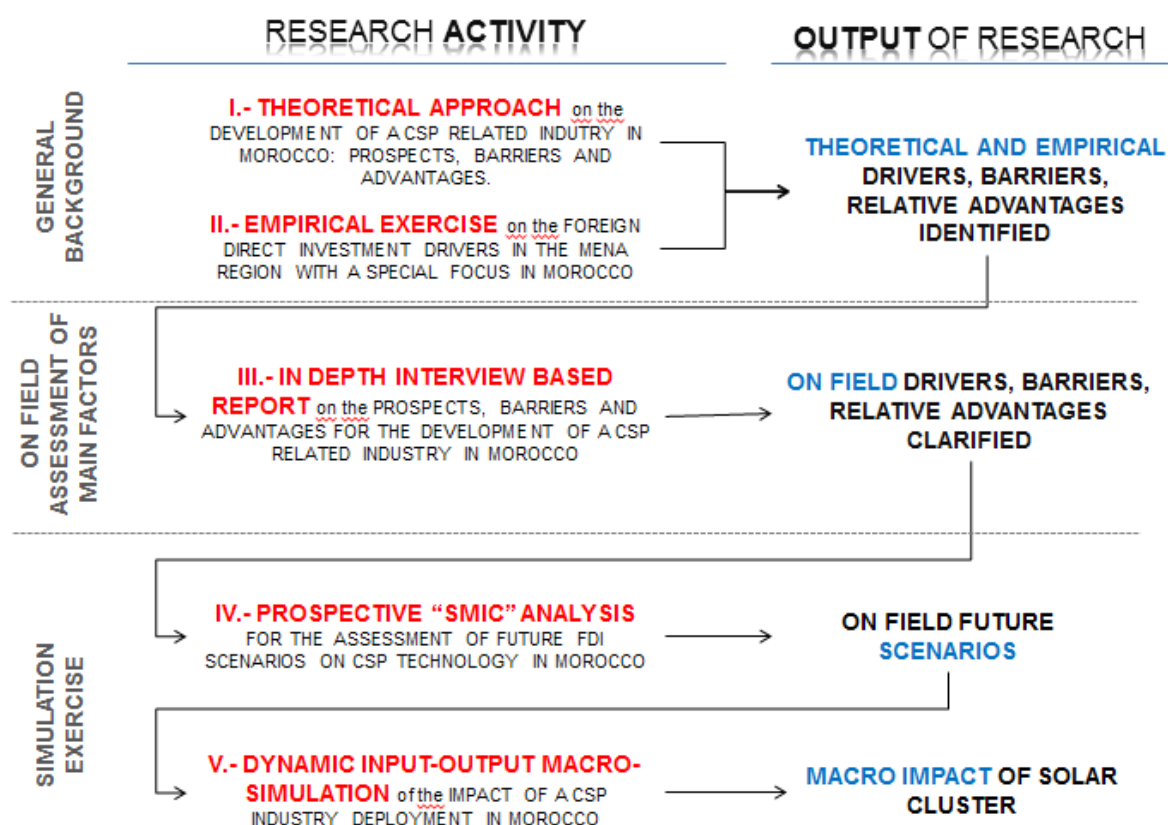 RESEARCH ACTIVITY
OUTPUT OF RESEARCH
GENERAL
BACKGROUND
I.- THEORETICAL APPROACH on the
DEVELOPMENT OF A CSP RELATED INDUTRY IN
MOROCCO: PROSPECTS, BARRIERS AND
ADVANTAGES.
II.- EMPIRICAL EXERCISE on the FOREIGN
DIRECT INVESTMENT DRIVERS IN THE MENA
REGION WITH A SPECIAL FOCUS IN MOROCCO
THEORETICAL AND EMPIRICAL
DRIVERS, BARRIERS,
RELATIVE ADVANTAGES
IDENTIFIED
ON FIELD
ASSESSMENT OF
MAIN FACTORS
III.- IN DEPTH INTERVIEW BASED
REPORT on the PROSPECTS, BARRIERS AND
ADVANTAGES FOR THE DEVELOPMENT OF A CSP
RELATED INDUSTRY IN MOROCCO
ON FIELD DRIVERS, BARRIERS,
RELATIVE ADVANTAGES
CLARIFIED
SIMULATION
EXERCISE
IV.- PROSPECTIVE “SMIC” ANALYSIS
FOR THE ASSESSMENT OF FUTURE FDI
SCENARIOS ON CSP TECHNOLOGY IN MOROCCO
ON FIELD FUTURE
SCENARIOS
V.- DYNAMIC INPUT-OUTPUT MACRO-
SIMULATION of the IMPACT OF A CSP
INDUSTRY DEPLOYMENT IN MOROCCO
MACRO IMPACT OF SOLAR
CLUSTER